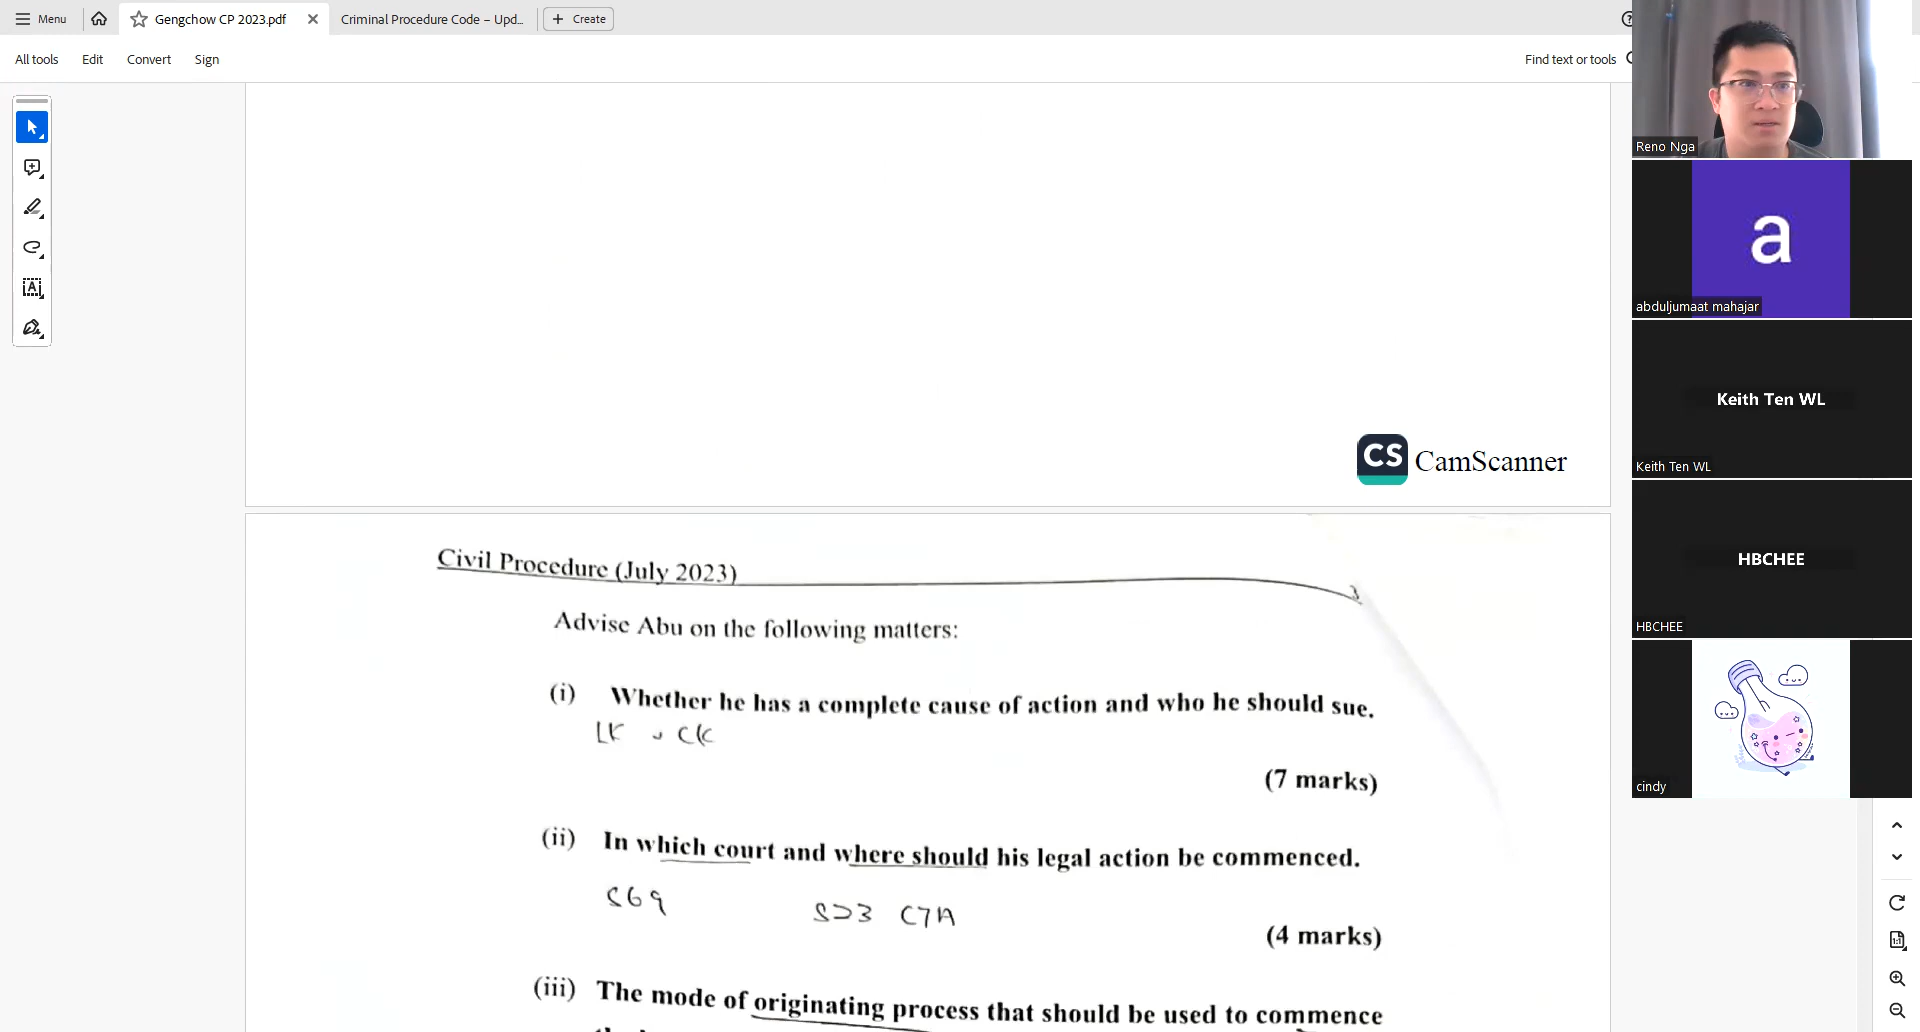 Menu
Gengchow CP 2023.pdf
Criminal Procedure Code – Upd...
Create
All tools
Edit
Convert
Sign
Find text or tools
Reno Nga
a
abduljumaat mahajar
Keith Ten WL
Keith Ten WL
HBCHEE
HBCHEE
cindy
CS CamScanner
Civil Procedure (July 2023)
Advise Abu on the following matters:
(i) Whether he has a complete cause of action and who he should sue.
(7 marks)
(ii) In which court and where should his legal action be commenced.
S69
(4 marks)
(iii) The mode of originating process that should be used to commence